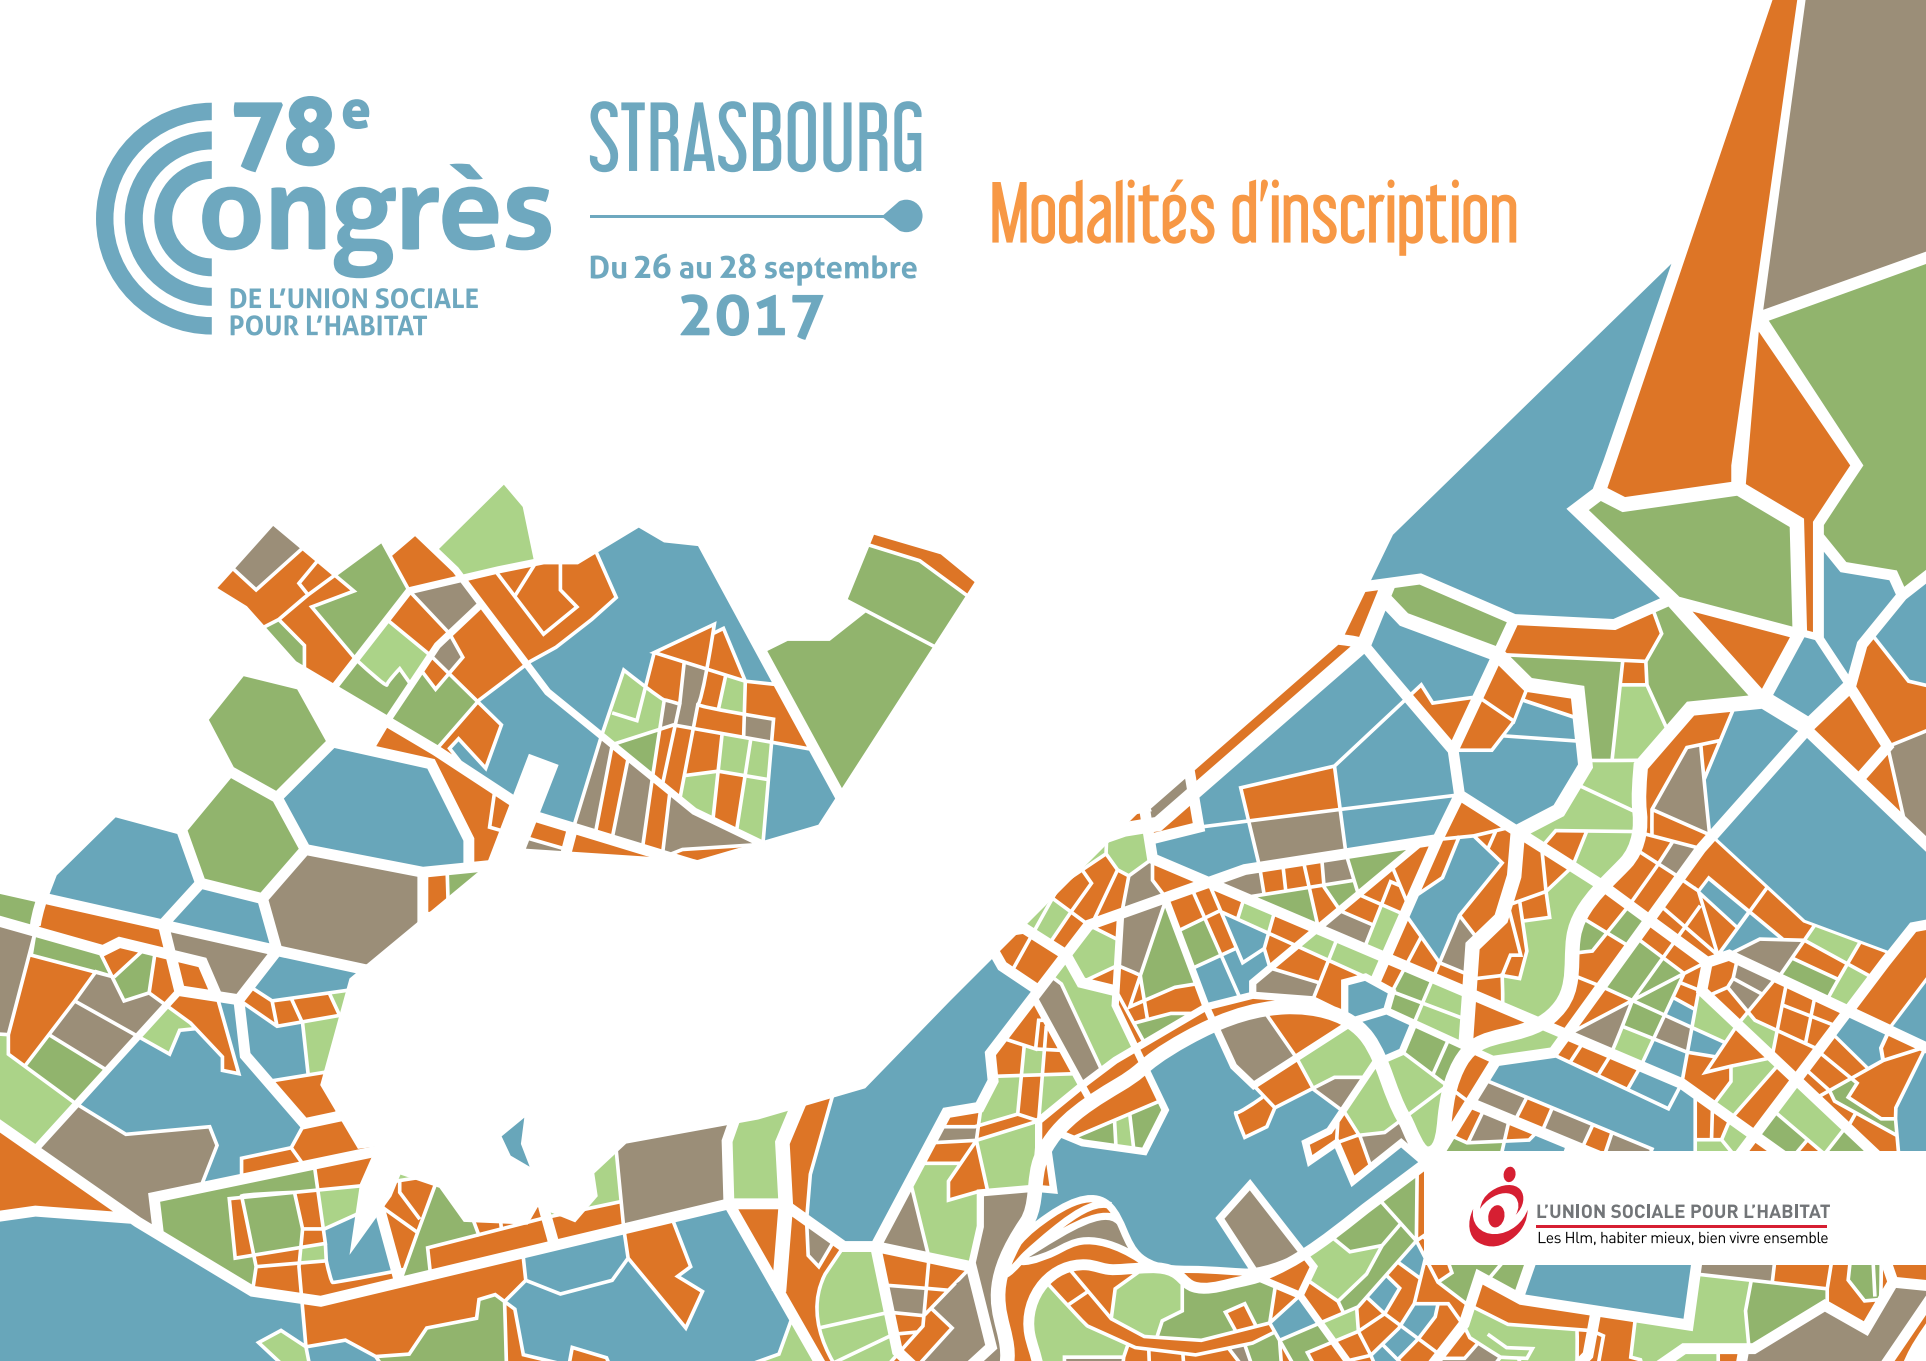 78e
Congrès
DE L'UNION SOCIALE
POUR L'HABITAT
STRASBOURG
Du 26 au 28 septembre
2017
Modalités d'inscription
L'UNION SOCIALE POUR L'HABITAT
Les Hlm, habiter mieux, bien vivre ensemble